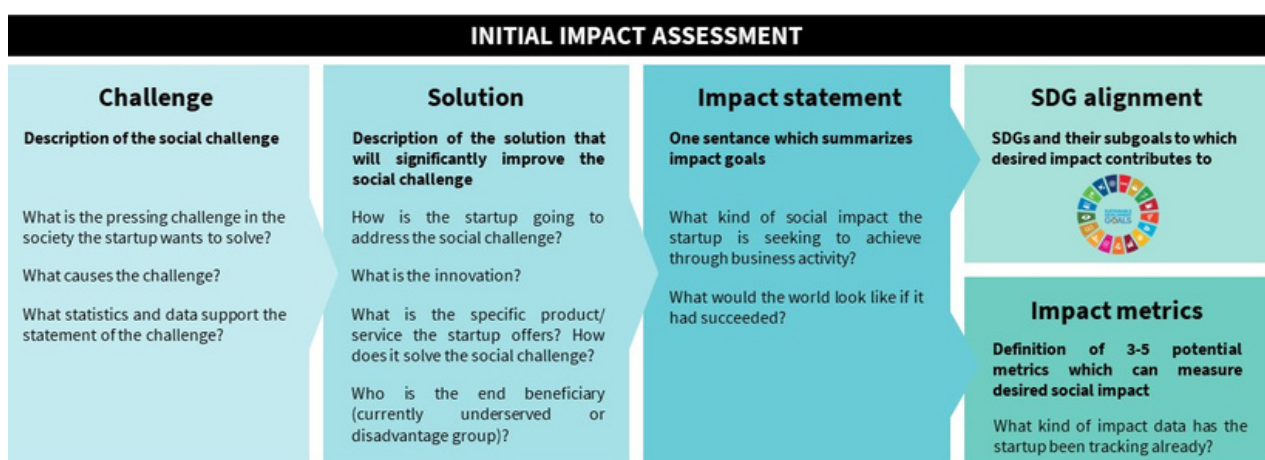 INITIAL IMPACT ASSESSMENT
Challenge
Description of the social challenge
What is the pressing challenge in the
society the startup wants to solve?
What causes the challenge?
What statistics and data support the
statement of the challenge?
Solution
Description of the solution that
will significantly improve the
social challenge
How is the startup going to
address the social challenge?
What is the innovation?
What is the specific product/
service the startup offers? How
does it solve the social challenge?
Who is the end beneficiary
(currently underserved or
disadvantage group)?
Impact statement
One sentance which summarizes
impact goals
What kind of social impact the
startup is seeking to achieve
through business activity?
What would the world look like if it
had succeeded?
SDG alignment
SDGs and their subgoals to which
desired impact contributes to
GOALS
Impact metrics
Definition of 3-5 potential
metrics which can measure
desired social impact
What kind of impact data has the
startup been tracking already?